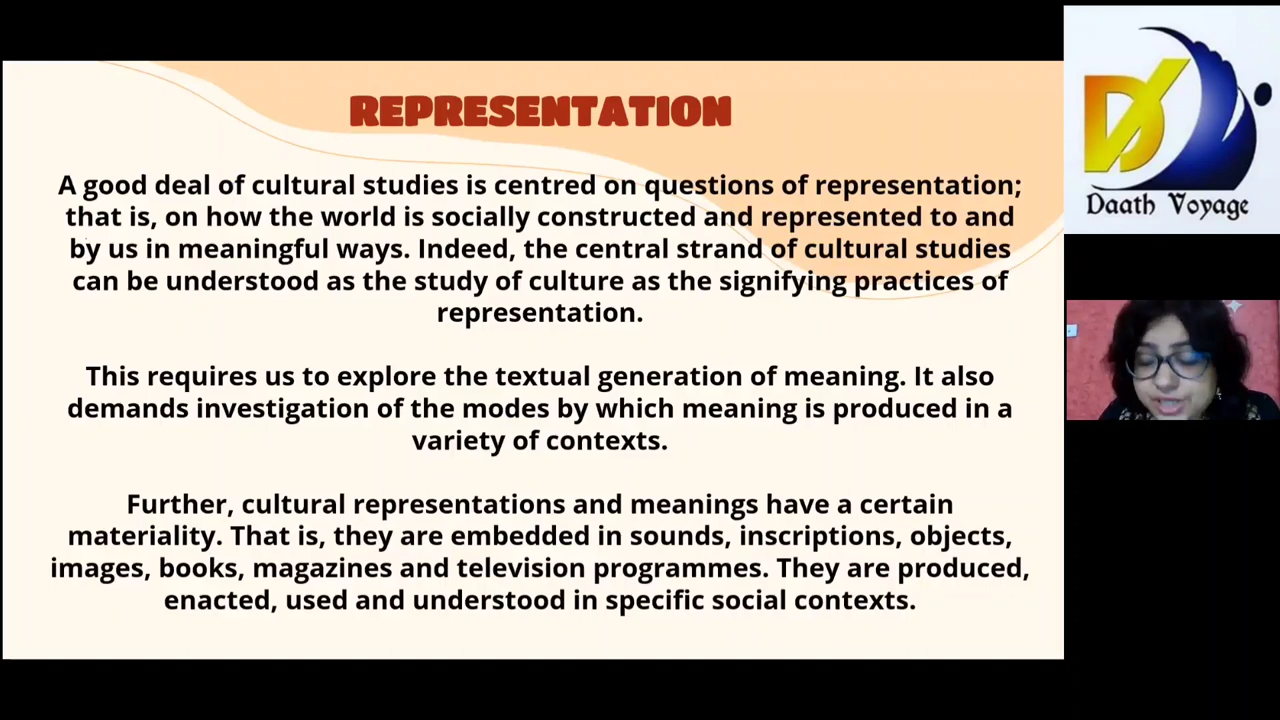 REPRESENTATION
A good deal of cultural studies is centred on questions of representation;
that is, on how the world is socially constructed and represented to and
by us in meaningful ways. Indeed, the central strand of cultural studies
can be understood as the study of culture as the signifying practices of
representation.
This requires us to explore the textual generation of meaning. It also
demands investigation of the modes by which meaning is produced in a
variety of contexts.
Further, cultural representations and meanings have a certain
materiality. That is, they are embedded in sounds, inscriptions, objects,
images, books, magazines and television programmes. They are produced,
enacted, used and understood in specific social contexts.
D
Daath Voyage